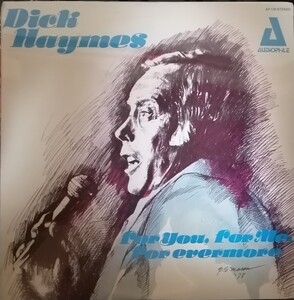 Dick
Haymes
AUDIOPHILE
for You, for Me,
for evermore